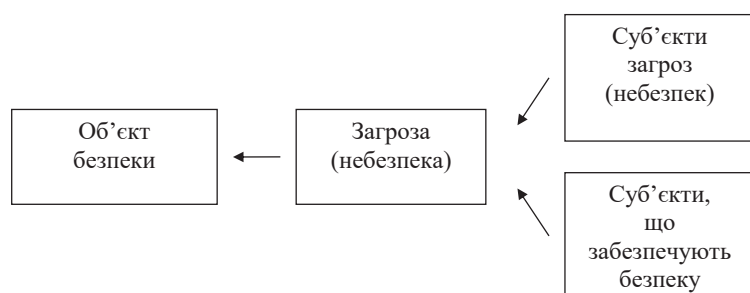 Об’єкт
безпеки
Загроза
(небезпека)
Суб’єкти
загроз
(небезпек)
Суб’єкти,
що
забезпечують
безпеку